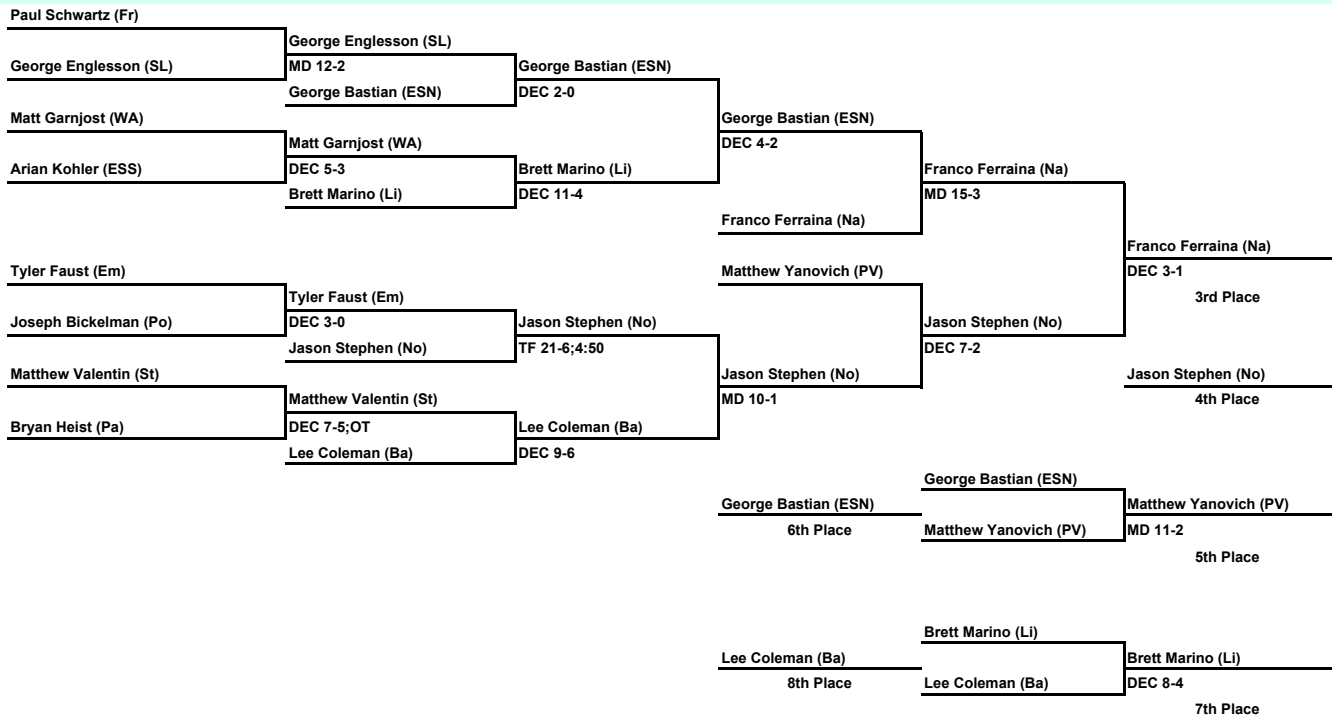 Paul Schwartz (Fr)
George Englesson (SL)
George Englesson (SL)
MD 12-2
George Bastian (ESN)
George Bastian (ESN)
DEC 2-0
Matt Garnjost (WA)
George Bastian (ESN)
DEC 4-2
Matt Garnjost (WA)
Arian Kohler (ESS)
DEC 5-3
Brett Marino (Li)
Franco Ferraina (Na)
Brett Marino (Li)
DEC 11-4
MD 15-3
Franco Ferraina (Na)
Franco Ferraina (Na)
Tyler Faust (Em)
Matthew Yanovich (PV)
DEC 3-1
Tyler Faust (Em)
3rd Place
Joseph Bickelman (Po)
DEC 3-0
Jason Stephen (No)
Jason Stephen (No)
Jason Stephen (No)
TF 21-6;4:50
DEC 7-2
Matthew Valentin (St)
Jason Stephen (No)
Jason Stephen (No)
Matthew Valentin (St)
MD 10-1
4th Place
Bryan Heist (Pa)
DEC 7-5;OT
Lee Coleman (Ba)
Lee Coleman (Ba)
DEC 9-6
George Bastian (ESN)
George Bastian (ESN)
Matthew Yanovich (PV)
6th Place
Matthew Yanovich (PV)
MD 11-2
5th Place
Brett Marino (Li)
Lee Coleman (Ba)
Brett Marino (Li)
8th Place
Lee Coleman (Ba)
DEC 8-4
7th Place